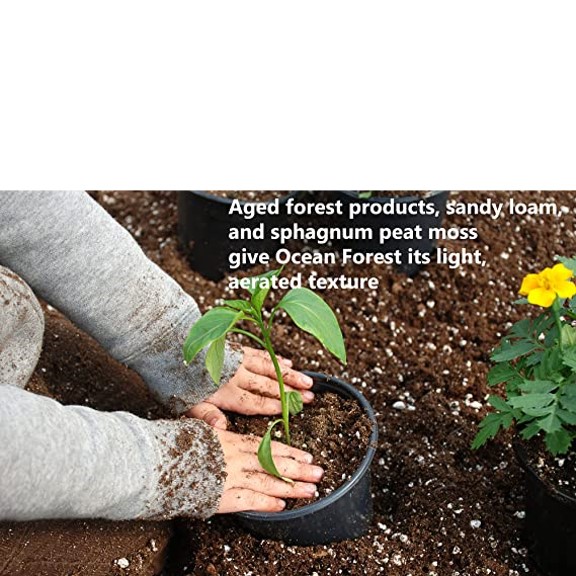 Aged forest products, sandy loam,
and sphagnum peat moss
give Ocean Forest its light,
aerated texture